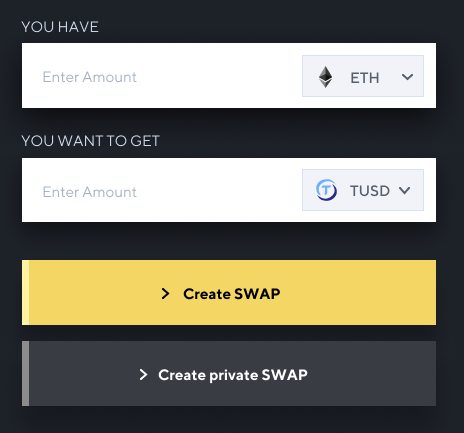 YOU HAVE
Enter Amount ETH
YOU WANT TO GET
Enter Amount TUSD
Create SWAP
Create private SWAP